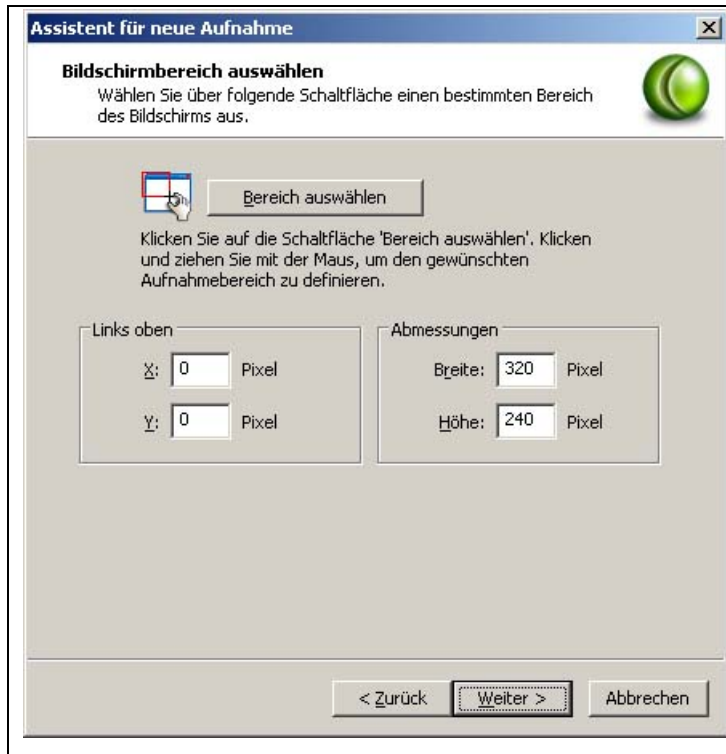 Assistent für neue Aufnahme
Bildschirmbereich auswählen
Wählen Sie über folgende Schaltfläche einen bestimmten Bereich
des Bildschirms aus.
Bereich auswählen
Klicken Sie auf die Schaltfläche 'Bereich auswählen'. Klicken
und ziehen Sie mit der Maus, um den gewünschten
Aufnahmebereich zu definieren.
Links oben
X: 0 Pixel
Y: 0 Pixel
Abmessungen
Breite: 320 Pixel
Höhe: 240 Pixel
< Zurück
Weiter >
Abbrechen